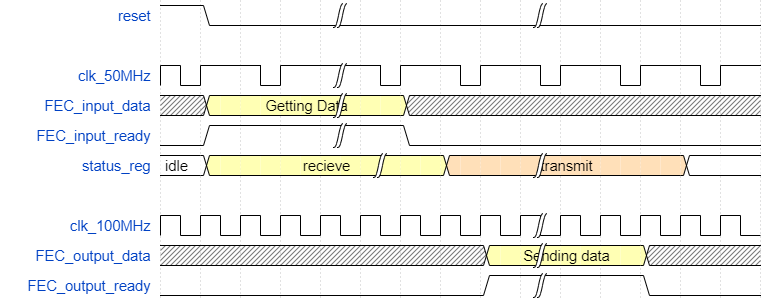 reset
clk_50MHz
FEC_input_data Getting Data
FEC_input_ready
status_reg idle recieve transmit
clk_100MHz
FEC_output_data Sending data
FEC_output_ready